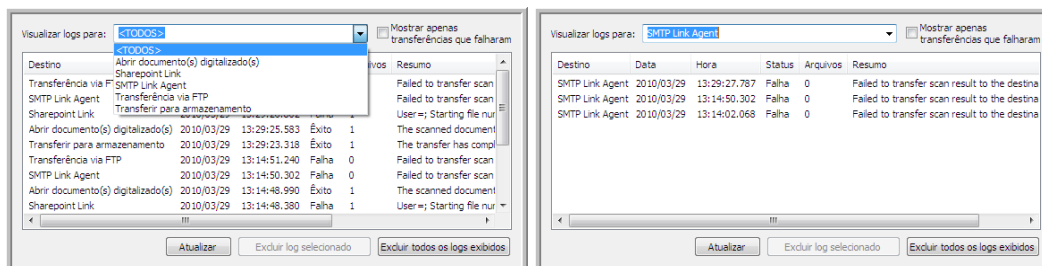 Visualizar logs para: <TODOS> Mostrar apenas transferências que falharam
<TODOS>
Abrir documento(s) digitalizado(s)
Sharepoint Link
SMTP Link Agent
Transferência via FTP
Transferir para armazenamento
Destino Resumo
Transferência via Failed to transfer scan
SMTP Link Agent Failed to transfer scan
Sharepoint Link 2010/03/29 Falha 1 User=; Starting file nur
Abrir documento(s) digitalizado(s) 2010/03/29 13:29:25.583 Êxito 1 The scanned document
Transferir para armazenamento 2010/03/29 13:29:23.318 Êxito 1 The transfer has compl
Transferência via FTP 2010/03/29 13:14:51.240 Falha 0 Failed to transfer scan
SMTP Link Agent 2010/03/29 13:14:50.302 Falha 0 Failed to transfer scan
Abrir documento(s) digitalizado(s) 2010/03/29 13:14:48.990 Êxito 1 The scanned document
Sharepoint Link 2010/03/29 13:14:48.380 Falha 1 User=; Starting file nur
Atualizar Excluir log selecionado Excluir todos os logs exibidos
Visualizar logs para: SMTP Link Agent Mostrar apenas transferências que falharam
Destino Data Hora Status Arquivos Resumo
SMTP Link Agent 2010/03/29 13:29:27.787 Falha 0 Failed to transfer scan result to the destina
SMTP Link Agent 2010/03/29 13:14:50.302 Falha 0 Failed to transfer scan result to the destina
SMTP Link Agent 2010/03/29 13:14:02.068 Falha 0 Failed to transfer scan result to the destina
Atualizar Excluir log selecionado Excluir todos os logs exibidos